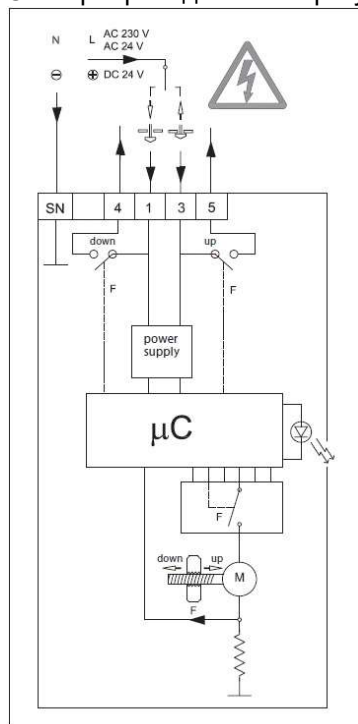 N L AC 230 V
AC 24 V
⊖ ⊕ DC 24 V
SN 4 1 3 5
down up
F F
power
supply
µC
F
down up
M
F